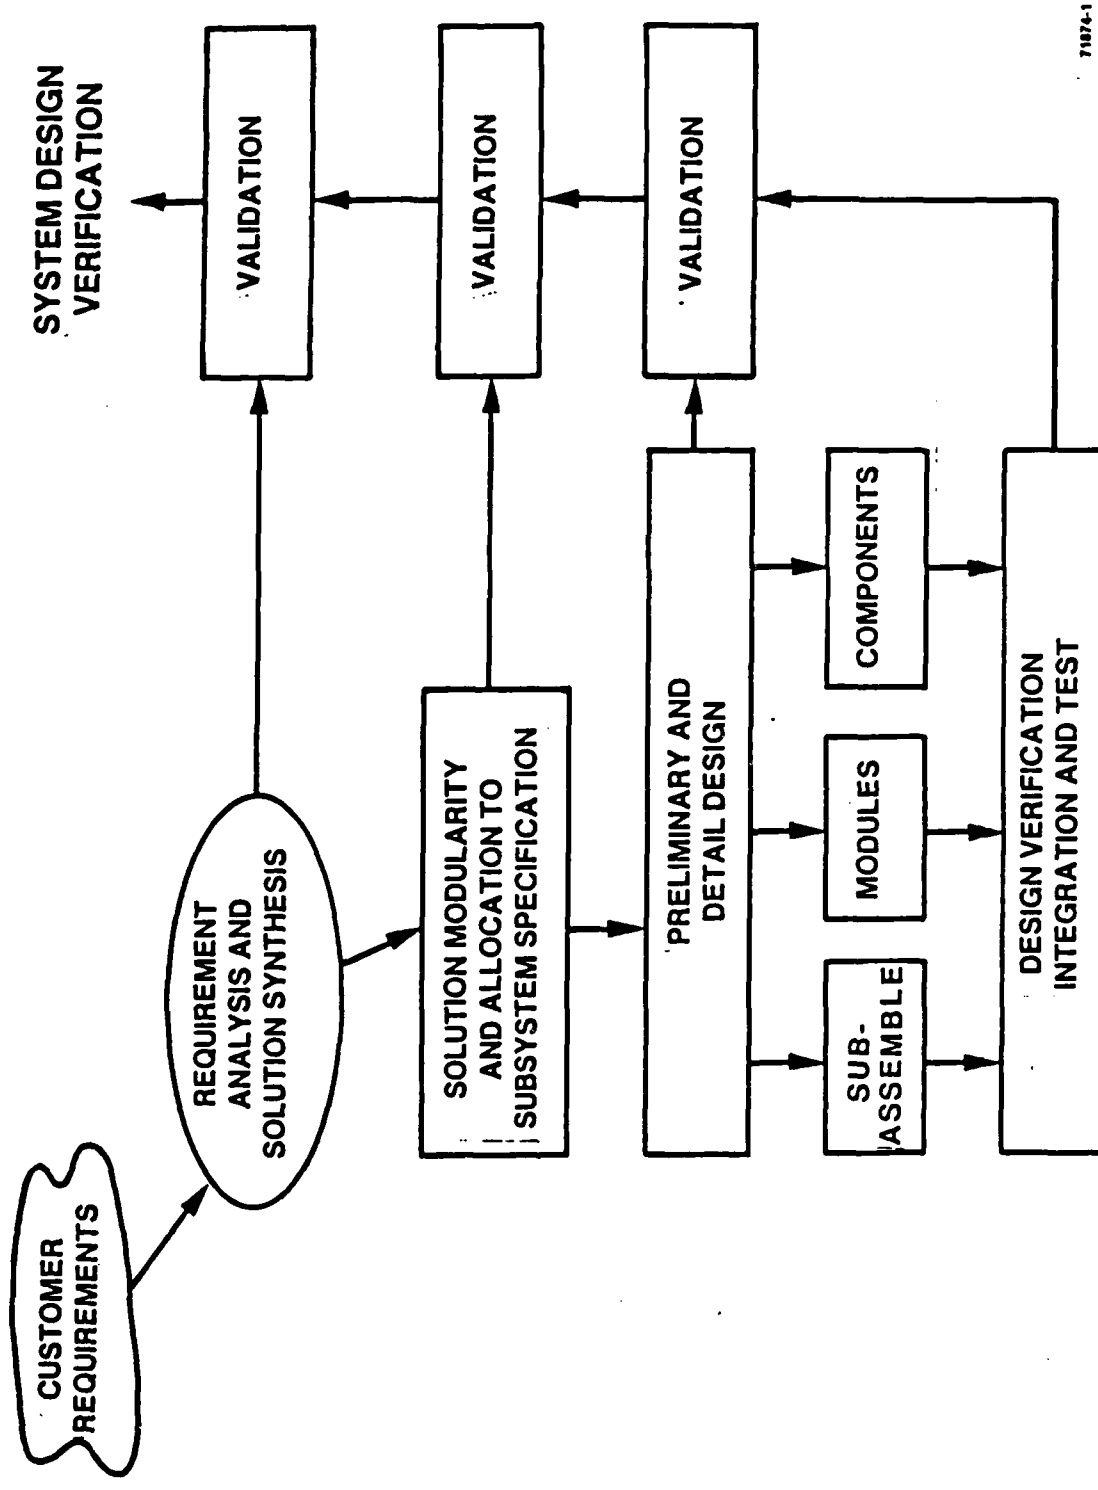 SYSTEM DESIGN
VERIFICATION
CUSTOMER
REQUIREMENTS
REQUIREMENT
ANALYSIS AND
SOLUTION SYNTHESIS
VALIDATION
SOLUTION MODULARITY
AND ALLOCATION TO
SUBSYSTEM SPECIFICATION
VALIDATION
PRELIMINARY AND
DETAIL DESIGN
VALIDATION
SUB-
ASSEMBLE
MODULES
COMPONENTS
DESIGN VERIFICATION
INTEGRATION AND TEST
71874-1